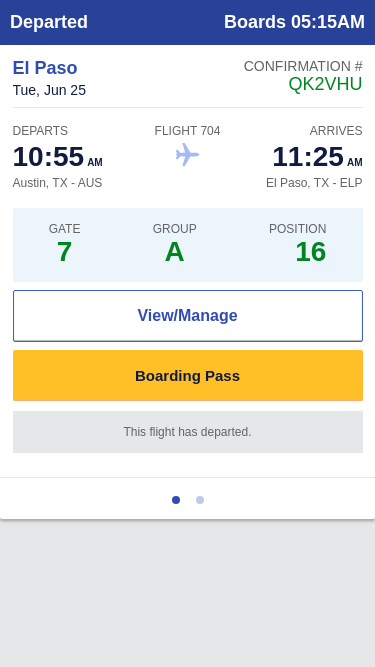 Departed
Boards 05:15AM
El Paso
CONFIRMATION #
Tue, Jun 25
QK2VHU
DEPARTS
FLIGHT 704
ARRIVES
10:55 AM
11:25 AM
Austin, TX - AUS
El Paso, TX - ELP
GATE
GROUP
POSITION
7
A
16
View/Manage
Boarding Pass
This flight has departed.